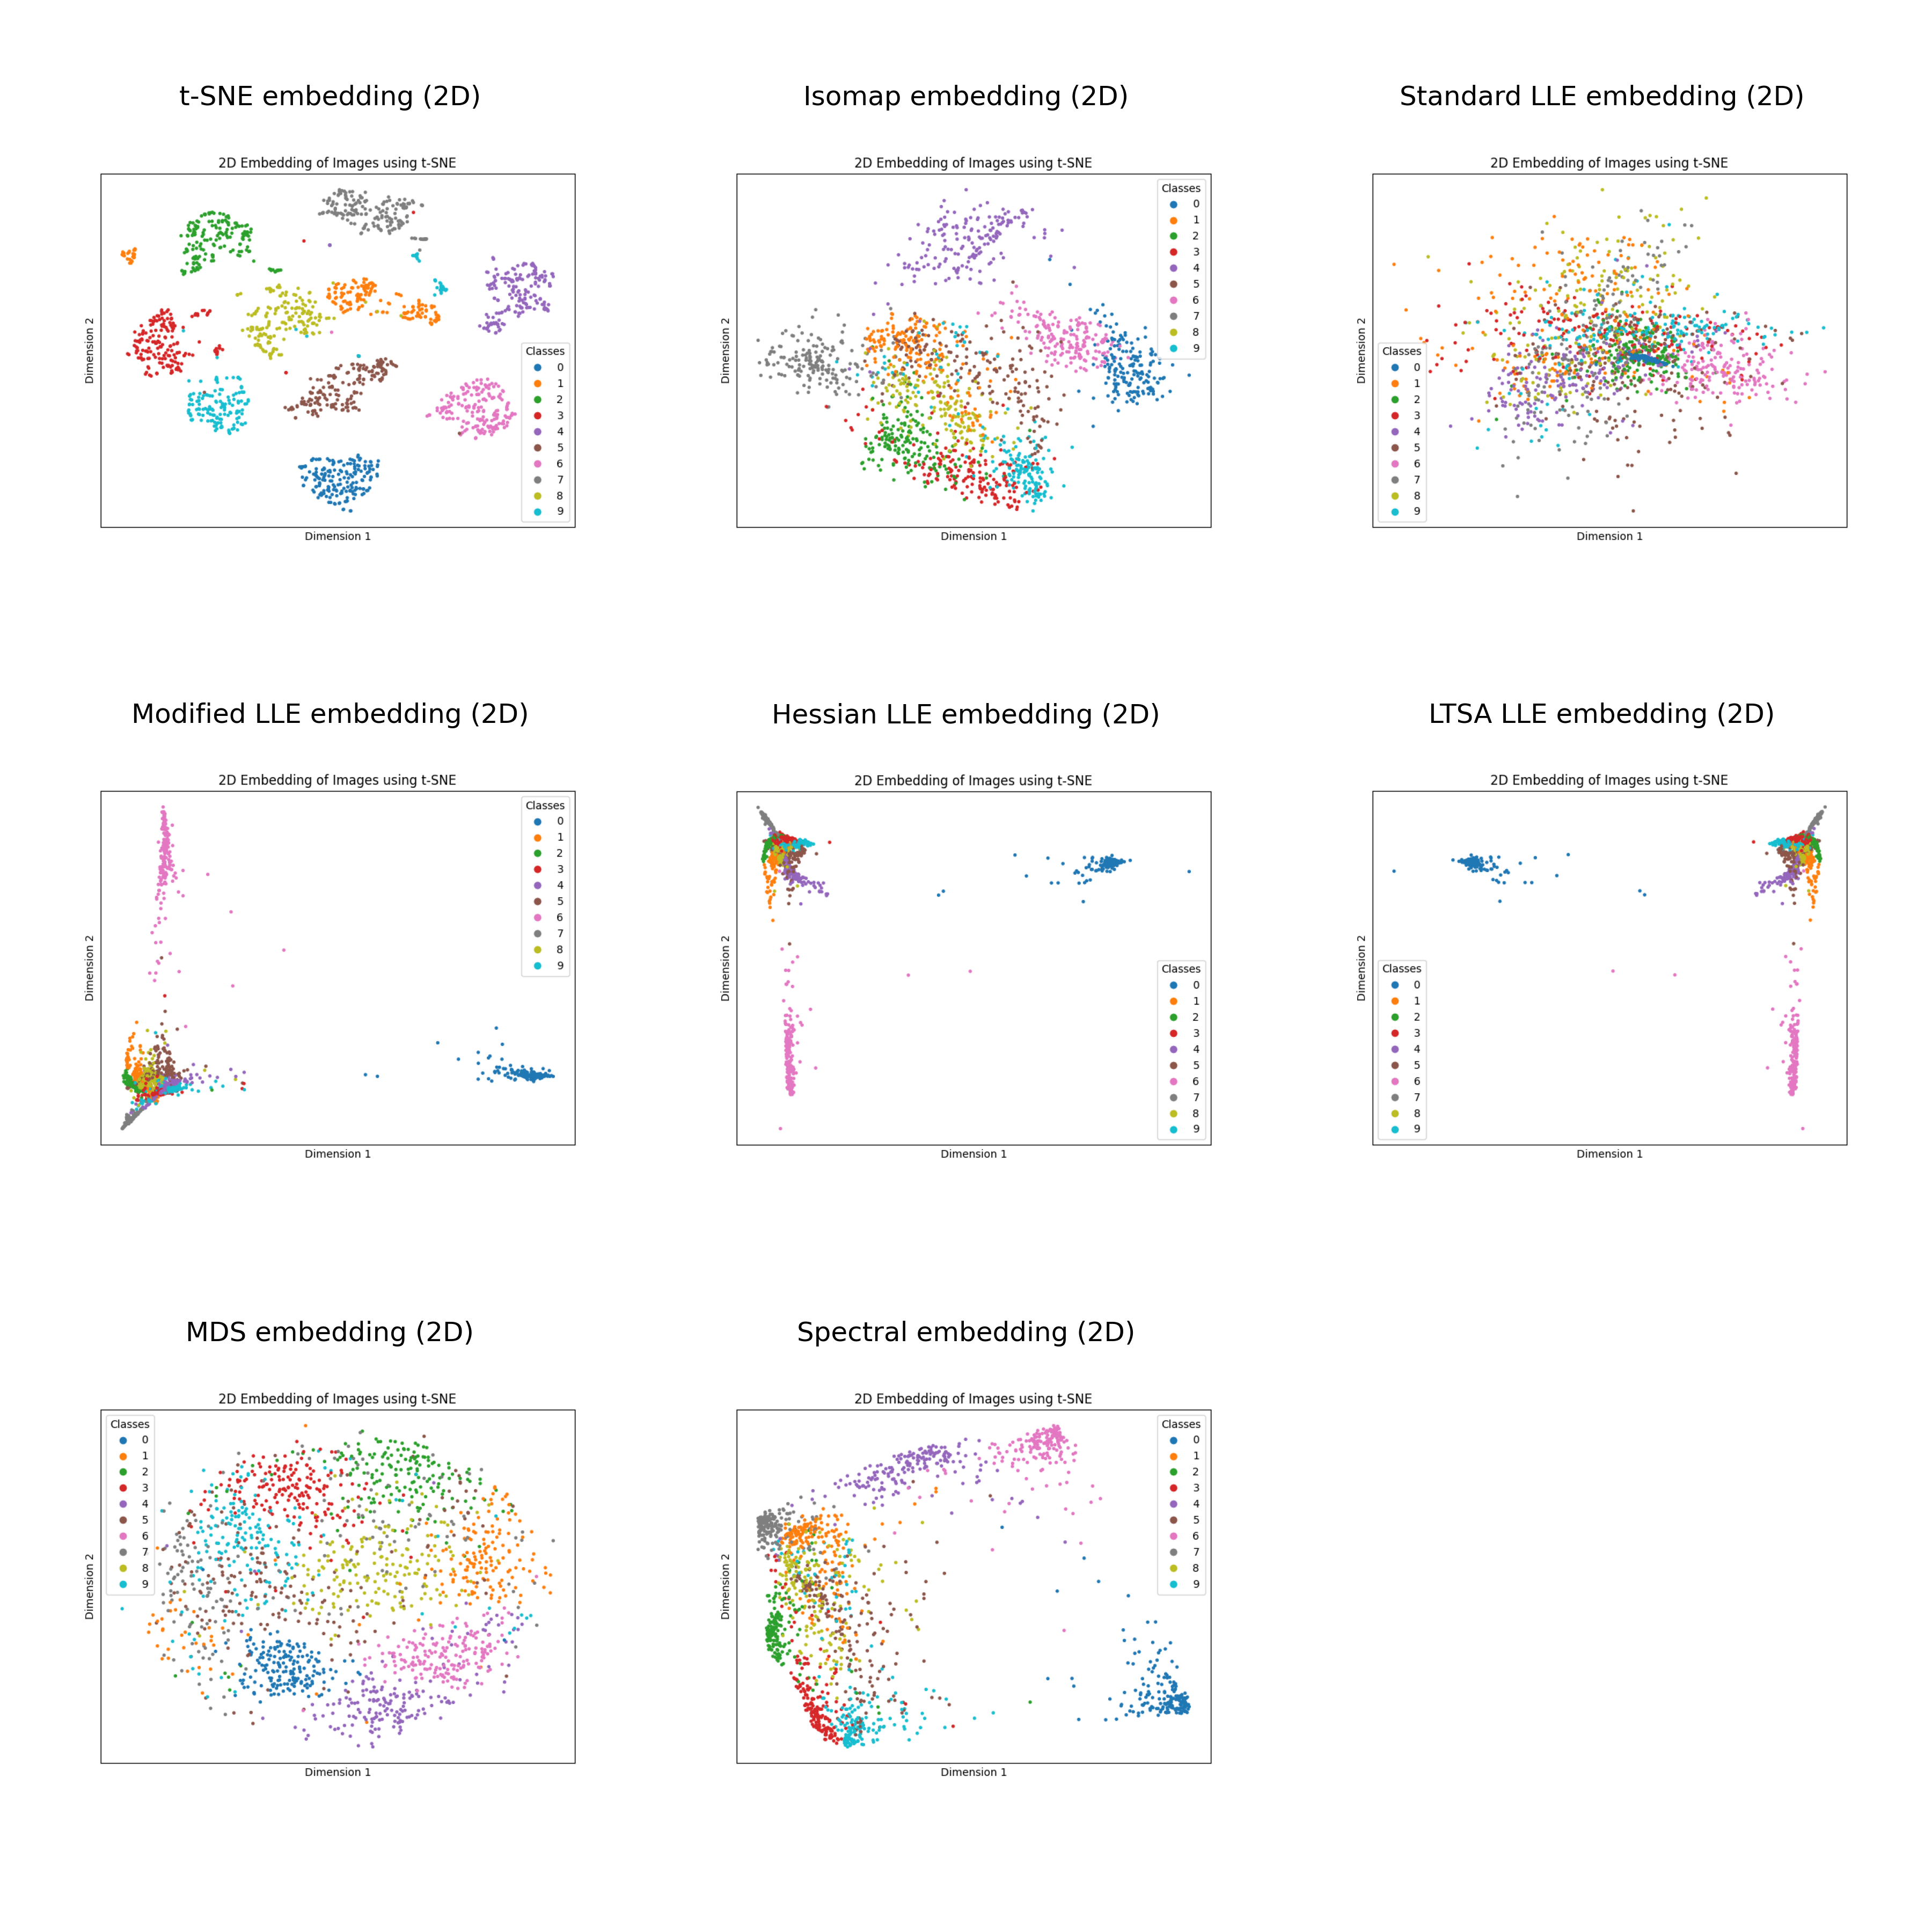 t-SNE embedding (2D)
Isomap embedding (2D)
Standard LLE embedding (2D)
2D Embedding of Images using t-SNE
Dimension 2
Classes
0
1
2
3
4
5
6
7
8
9
Dimension 1
2D Embedding of Images using t-SNE
Dimension 2
Classes
0
1
2
3
4
5
6
7
8
9
Dimension 1
2D Embedding of Images using t-SNE
Dimension 2
Classes
0
1
2
3
4
5
6
7
8
9
Dimension 1
Modified LLE embedding (2D)
Hessian LLE embedding (2D)
LTSA LLE embedding (2D)
2D Embedding of Images using t-SNE
Dimension 2
Classes
0
1
2
3
4
5
6
7
8
9
Dimension 1
2D Embedding of Images using t-SNE
Dimension 2
Classes
0
1
2
3
4
5
6
7
8
9
Dimension 1
2D Embedding of Images using t-SNE
Dimension 2
Classes
0
1
2
3
4
5
6
7
8
9
Dimension 1
MDS embedding (2D)
Spectral embedding (2D)
2D Embedding of Images using t-SNE
Dimension 2
Classes
0
1
2
3
4
5
6
7
8
9
Dimension 1
2D Embedding of Images using t-SNE
Dimension 2
Classes
0
1
2
3
4
5
6
7
8
9
Dimension 1